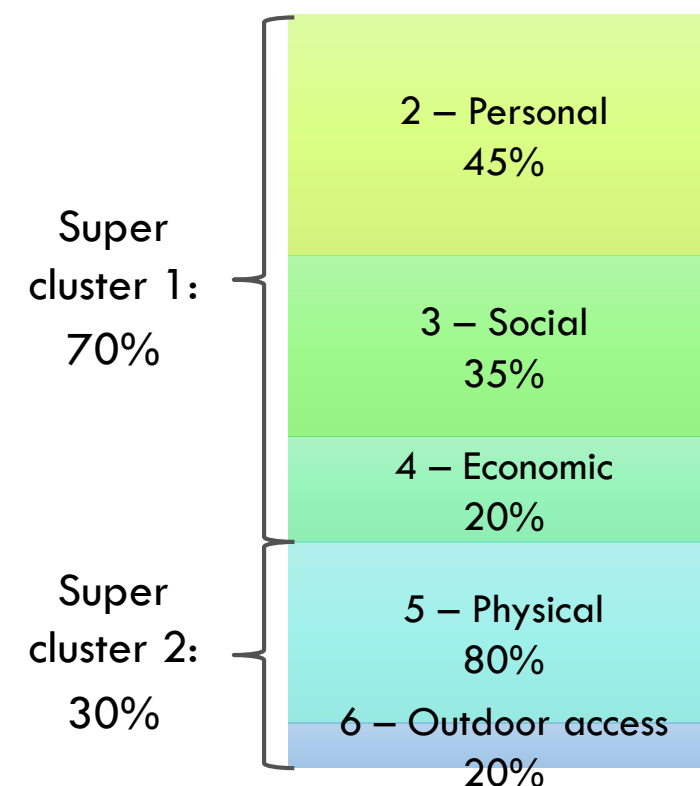 Super
cluster 1:
70%
2 – Personal
45%
3 – Social
35%
4 – Economic
20%
Super
cluster 2:
30%
5 – Physical
80%
6 – Outdoor access
20%